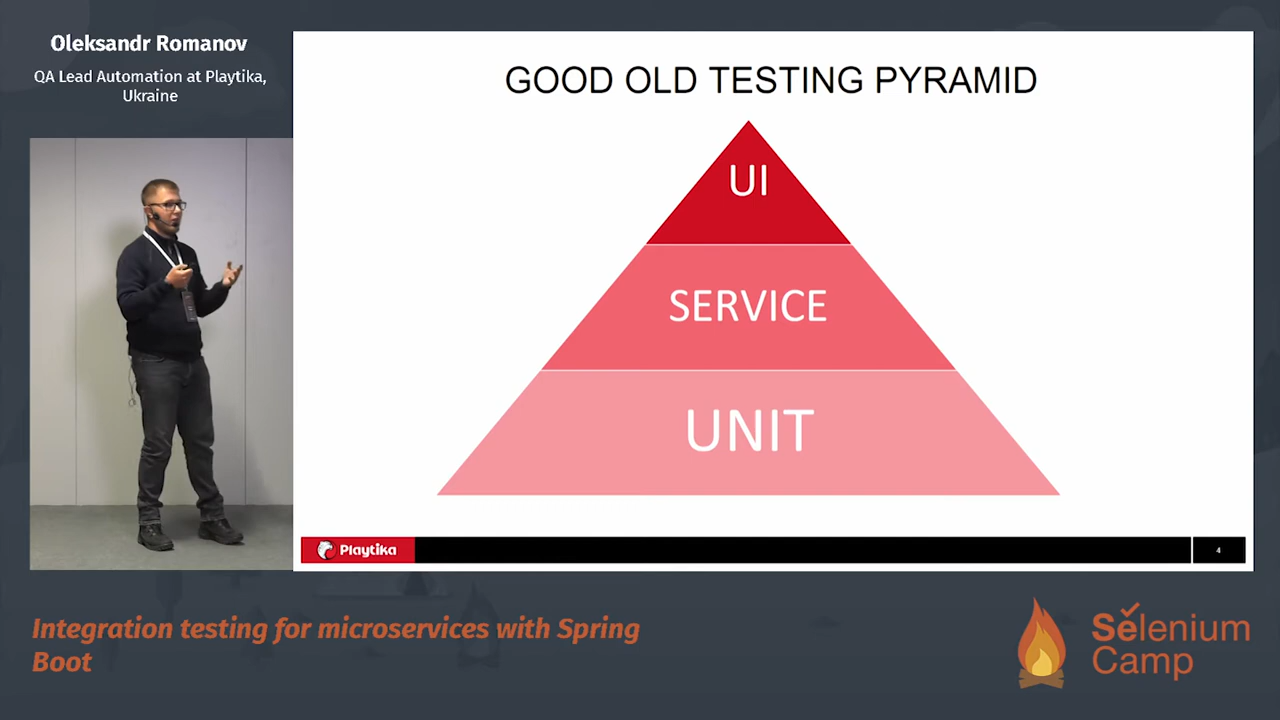 Oleksandr Romanov
QA Lead Automation at Playtika,
Ukraine
GOOD OLD TESTING PYRAMID
UI
SERVICE
UNIT
Playtika
4
Integration testing for microservices with Spring
Boot
Selenium
Camp